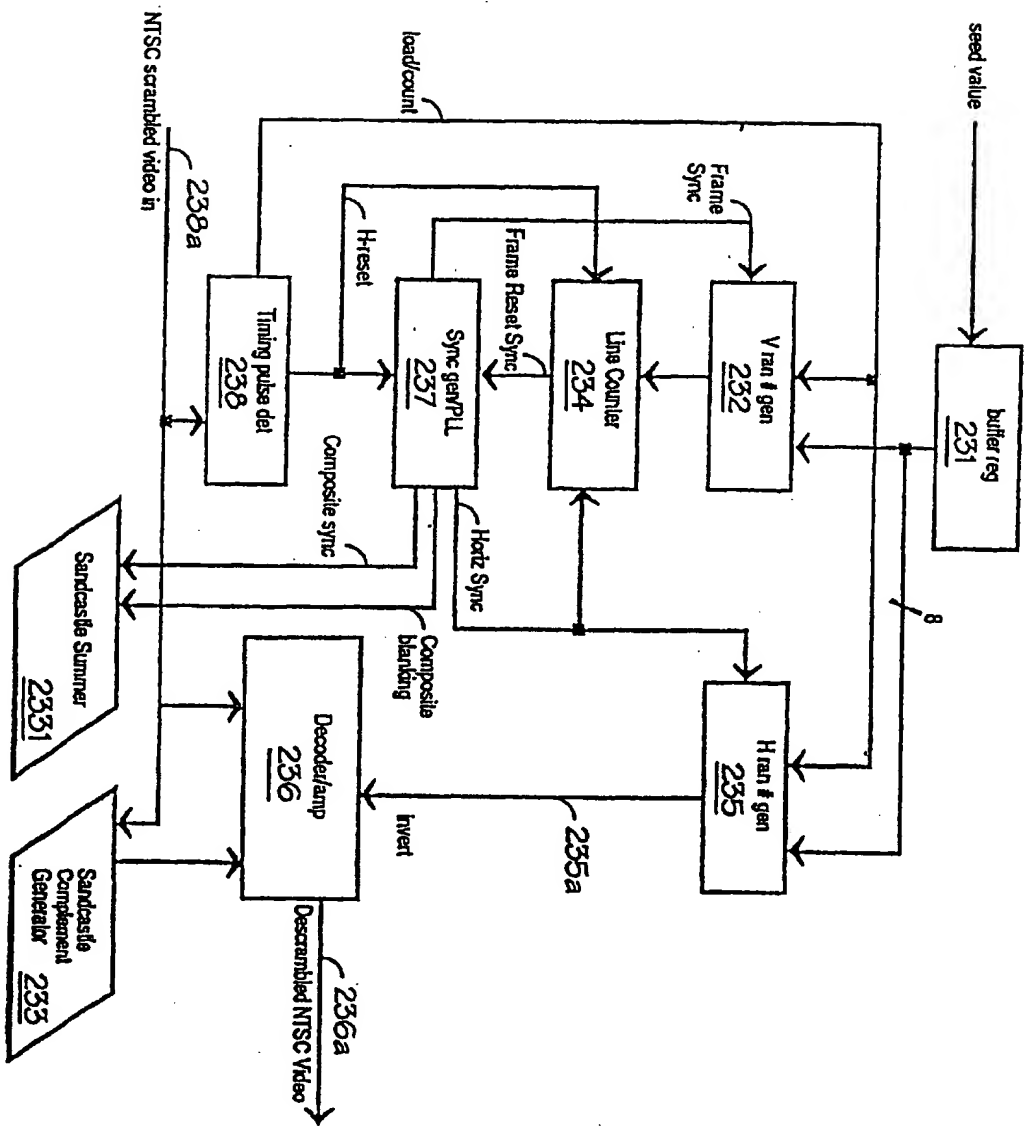 seed value
buffer reg
231
8
load/count
Frame
Sync
V ran # gen
232
H-reset
Frame Reset Sync
Line Counter
234
H ran # gen
235
Sync gen/PLL
237
Horiz Sync
Composite sync
Composite
blanking
235a
Invert
Timing pulse det
238
NTSC scrambled video in
238a
Decoder/amp
236
236a
Descrambled NTSC Video
Sandcastle Summer
2331
Sandcastle
Complement
Generator
233